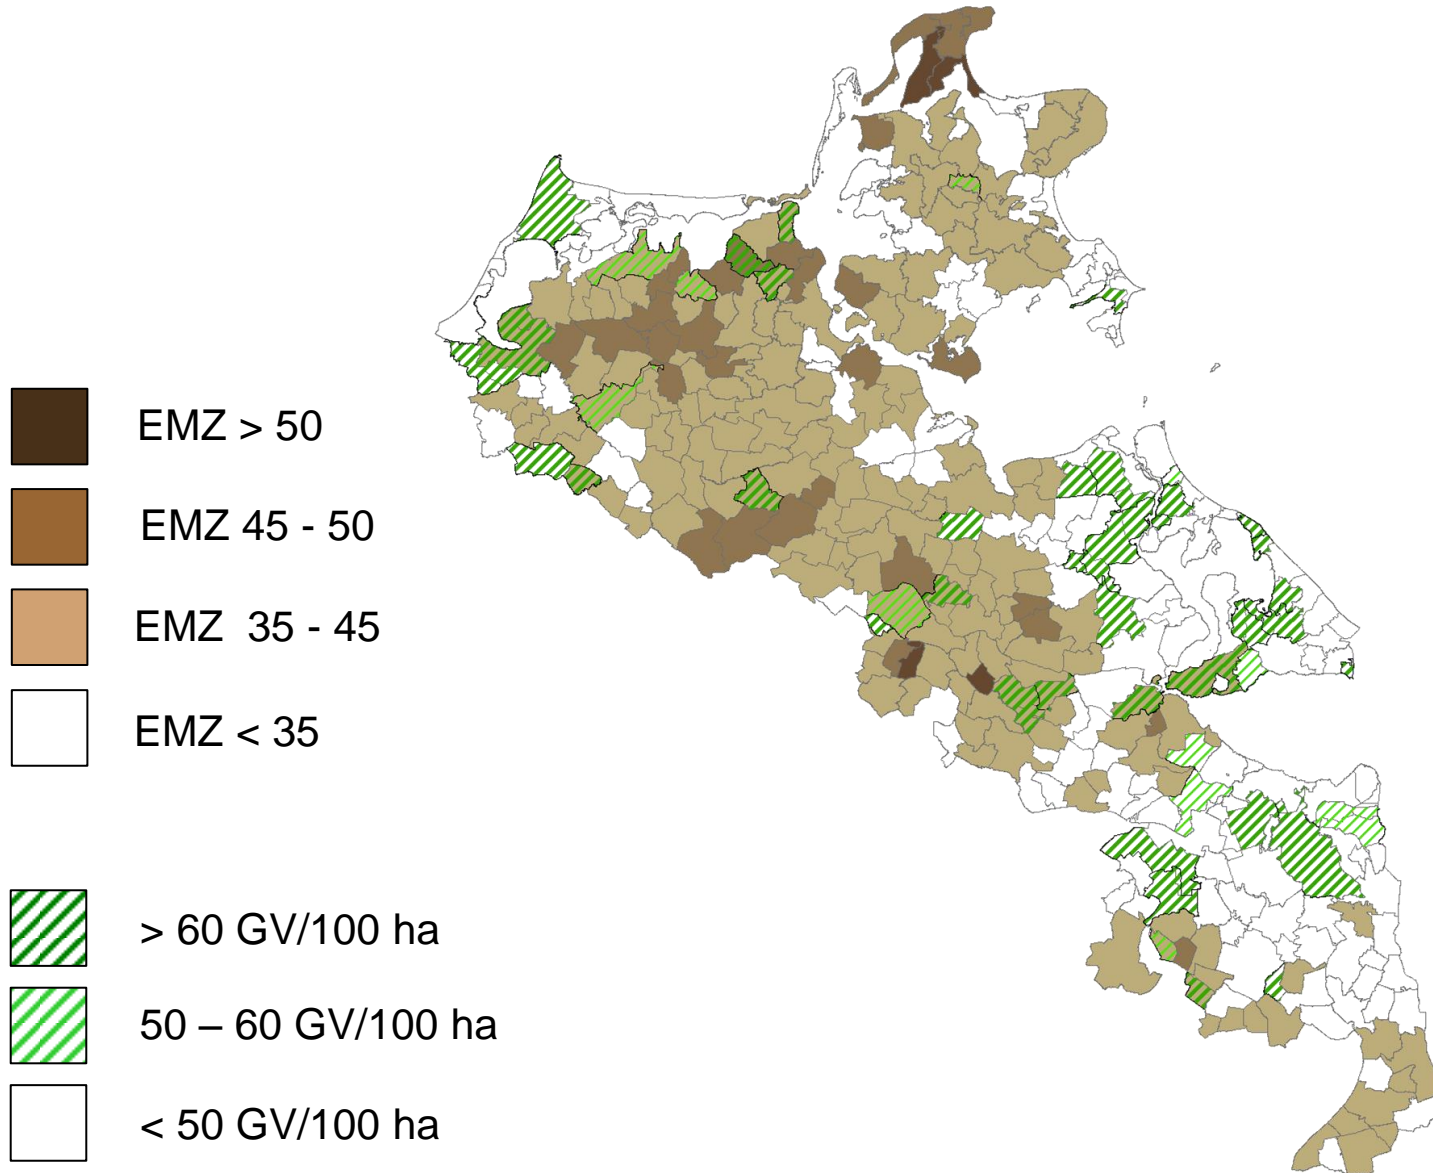 EMZ > 50
EMZ 45 - 50
EMZ 35 - 45
EMZ < 35
> 60 GV/100 ha
50 – 60 GV/100 ha
< 50 GV/100 ha